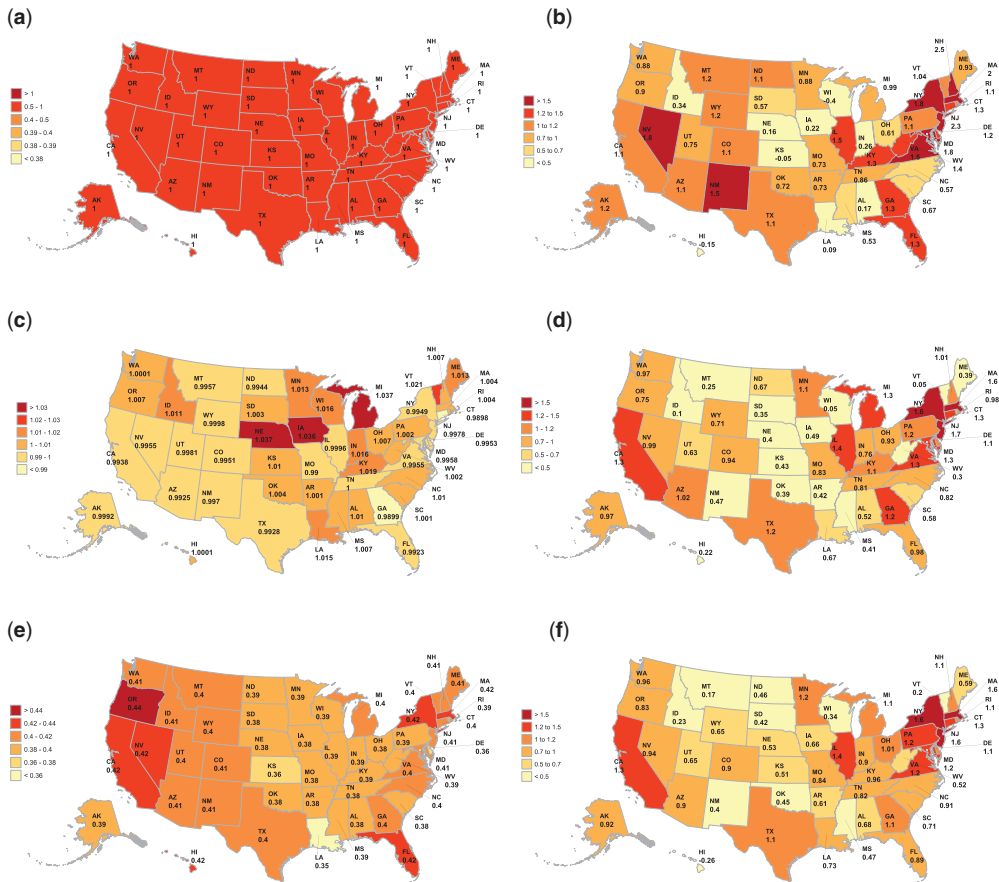 (a)
WA 1
OR 1
CA 1
NV 1
ID 1
MT 1
WY 1
UT 1
CO 1
AZ 1
NM 1
ND 1
SD 1
NE 1
KS 1
OK 1
TX 1
MN 1
IA 1
MO 1
AR 1
LA 1
WI 1
IL 1
IN 1
MI 1
OH 1
KY 1
TN 1
MS 1
AL 1
GA 1
FL 1
SC 1
NC 1
VA 1
WV 1
MD 1
DE 1
NJ 1
PA 1
NY 1
CT 1
RI 1
MA 1
VT 1
NH 1
ME 1
AK 1
HI 1
> 1
0.5 - 1
0.4 - 0.5
0.39 - 0.4
0.38 - 0.39
< 0.38
(b)
WA 0.88
OR 0.9
CA 1.1
NV 1.8
ID 0.34
MT 1.2
WY 1.2
UT 0.75
CO 1.1
AZ 1.1
NM 1.5
ND 1.1
SD 0.57
NE 0.16
KS -0.05
OK 0.72
TX 1.1
MN 0.88
IA 0.22
MO 0.73
AR 0.73
LA 0.09
WI -0.4
IL 1.5
IN 0.26
MI 0.99
OH 0.61
KY 1.3
TN 0.86
MS 0.53
AL 0.17
GA 1.3
FL 1.3
SC 0.67
NC 0.57
VA 1.5
WV 1.4
MD 1.8
DE 1.1
NJ 2.3
PA 1.1
NY 1.8
CT 1.3
RI 1.1
MA 2
VT 1.04
NH 2.5
ME 0.93
AK 1.2
HI -0.15
> 1.5
1.2 to 1.5
1 to 1.2
0.7 to 1
0.5 to 0.7
< 0.5
(c)
WA 1.0001
OR 1.007
CA 0.9938
NV 0.9955
ID 1.011
MT 0.9957
WY 0.9998
UT 0.9981
CO 0.9951
AZ 0.9925
NM 0.997
ND 0.9944
SD 1.003
NE 1.037
KS 1.01
OK 1.004
TX 0.9928
MN 1.013
IA 1.036
MO 0.99
AR 1.001
LA 1.015
WI 1.016
IL 0.9996
IN 1.016
MI 1.037
OH 1.007
KY 1.019
TN 1
MS 1.007
AL 1.01
GA 0.9899
FL 0.9923
SC 1.001
NC 1.01
VA 0.9955
WV 1.002
MD 0.9958
DE 0.9953
NJ 0.9978
PA 1.002
NY 0.9949
CT 0.9898
RI 1.004
MA 1.004
VT 1.021
NH 1.007
ME 1.013
AK 0.9992
HI 1.0001
> 1.03
1.02 - 1.03
1.01 - 1.02
1 - 1.01
0.99 - 1
< 0.99
(d)
WA 0.97
OR 0.75
CA 1.3
NV 0.99
ID 0.1
MT 0.25
WY 0.71
UT 0.63
CO 0.94
AZ 1.02
NM 0.47
ND 0.67
SD 0.35
NE 0.4
KS 0.43
OK 0.39
TX 1.2
MN 1.1
IA 0.49
MO 0.83
AR 0.42
LA 0.67
WI 0.05
IL 1.4
IN 0.76
MI 1.3
OH 0.93
KY 1.1
TN 0.81
MS 0.41
AL 0.52
GA 1.2
FL 0.98
SC 0.58
NC 0.82
VA 1.3
WV 0.3
MD 1.3
DE 1.1
NJ 1.7
PA 1.2
NY 1.6
CT 1.3
RI 0.98
MA 1.6
VT 0.05
NH 1.01
ME 0.39
AK 0.97
HI 0.22
> 1.5
1.2 - 1.5
1 - 1.2
0.7 - 1
0.5 - 0.7
< 0.5
(e)
WA 0.41
OR 0.44
CA 0.42
NV 0.42
ID 0.41
MT 0.4
WY 0.4
UT 0.4
CO 0.41
AZ 0.41
NM 0.41
ND 0.39
SD 0.38
NE 0.38
KS 0.36
OK 0.38
TX 0.4
MN 0.39
IA 0.38
MO 0.38
AR 0.38
LA 0.35
WI 0.39
IL 0.39
IN 0.39
MI 0.4
OH 0.38
KY 0.39
TN 0.38
MS 0.39
AL 0.38
GA 0.4
FL 0.42
SC 0.38
NC 0.4
VA 0.4
WV 0.39
MD 0.41
DE 0.36
NJ 0.41
PA 0.39
NY 0.42
CT 0.4
RI 0.39
MA 0.42
VT 0.4
NH 0.41
ME 0.41
AK 0.39
HI 0.42
> 0.44
0.42 - 0.44
0.4 - 0.42
0.38 - 0.4
0.36 - 0.38
< 0.36
(f)
WA 0.96
OR 0.83
CA 1.3
NV 0.94
ID 0.23
MT 0.17
WY 0.65
UT 0.65
CO 0.9
AZ 0.9
NM 0.4
ND 0.46
SD 0.42
NE 0.53
KS 0.51
OK 0.45
TX 1.1
MN 1.2
IA 0.66
MO 0.84
AR 0.61
LA 0.73
WI 0.34
IL 1.4
IN 0.9
MI 1.1
OH 1.01
KY 0.96
TN 0.82
MS 0.47
AL 0.68
GA 1.1
FL 0.89
SC 0.71
NC 0.91
VA 1.2
WV 0.52
MD 1.2
DE 1.1
NJ 1.6
PA 1.2
NY 1.6
CT 1.3
RI 1.1
MA 1.6
VT 0.2
NH 1.1
ME 0.59
AK 0.92
HI -0.26
> 1.5
1.2 to 1.5
1 to 1.2
0.7 to 1
0.5 to 0.7
< 0.5